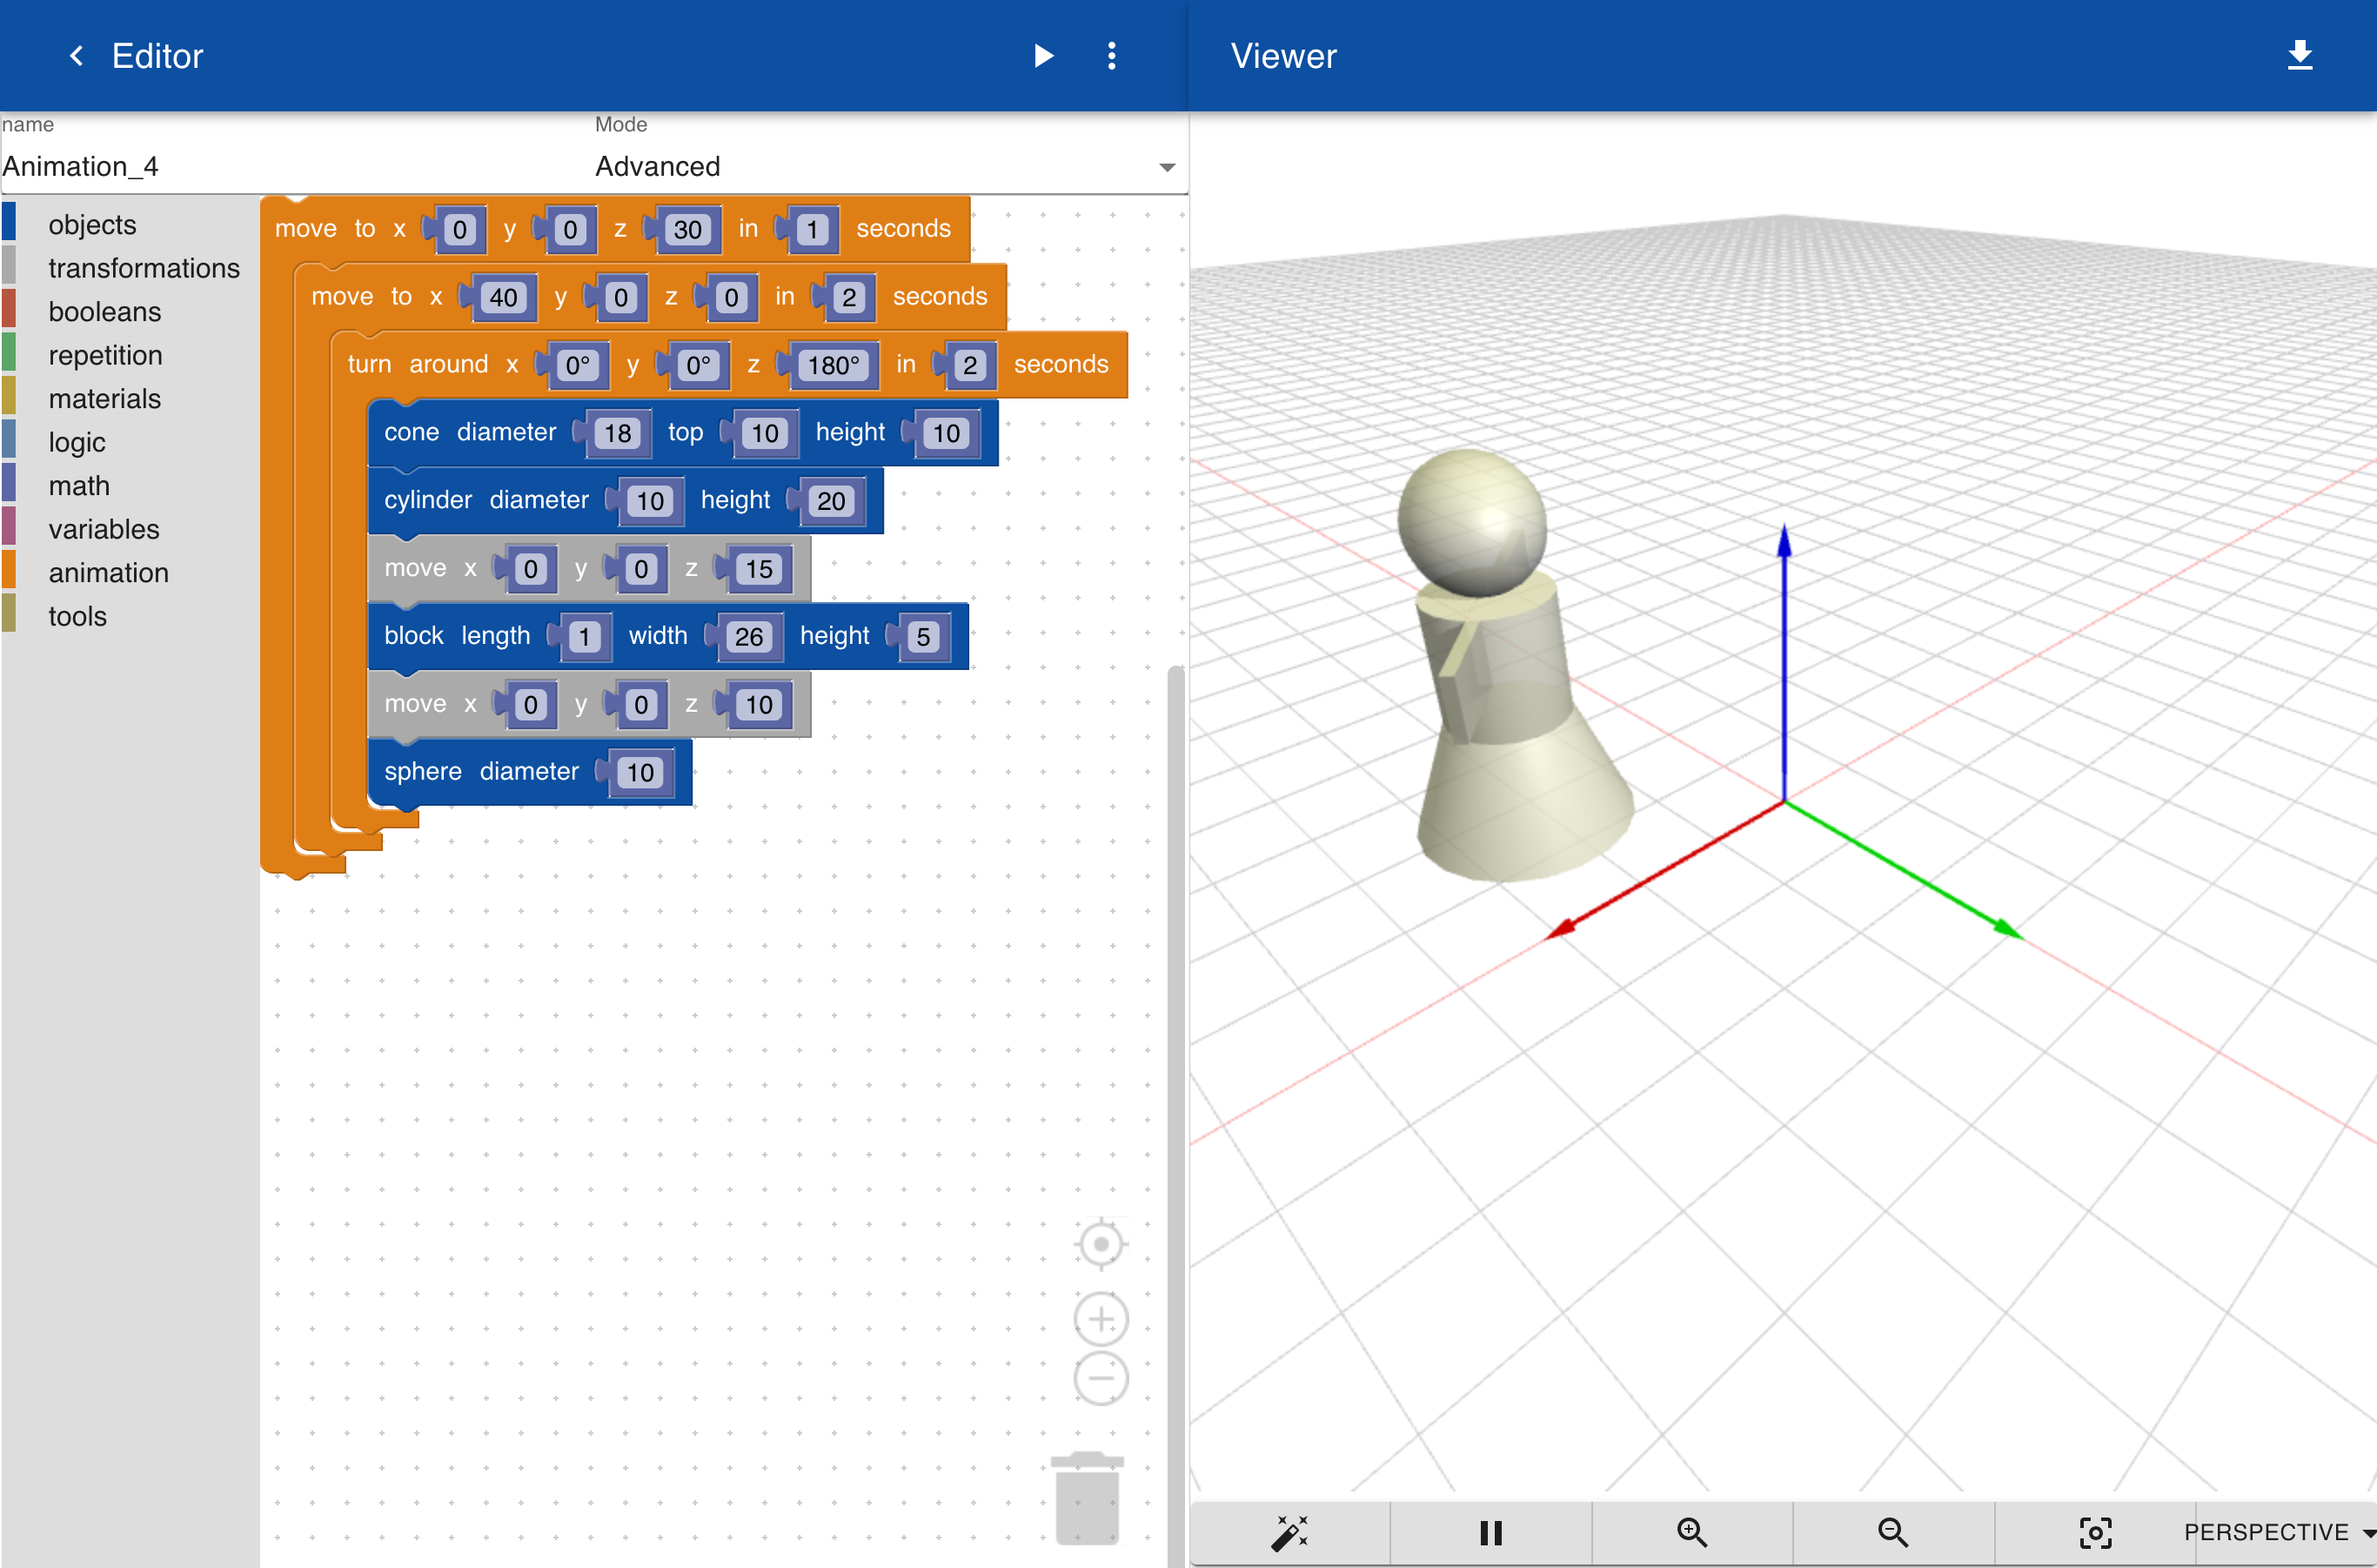 Editor
Viewer
name
Mode
Animation_4
Advanced
objects
transformations
booleans
repetition
materials
logic
math
variables
animation
tools
move to x 0 y 0 z 30 in 1 seconds
move to x 40 y 0 z 0 in 2 seconds
turn around x 0° y 0° z 180° in 2 seconds
cone diameter 18 top 10 height 10
cylinder diameter 10 height 20
move x 0 y 0 z 15
block length 1 width 26 height 5
move x 0 y 0 z 10
sphere diameter 10
PERSPECTIVE